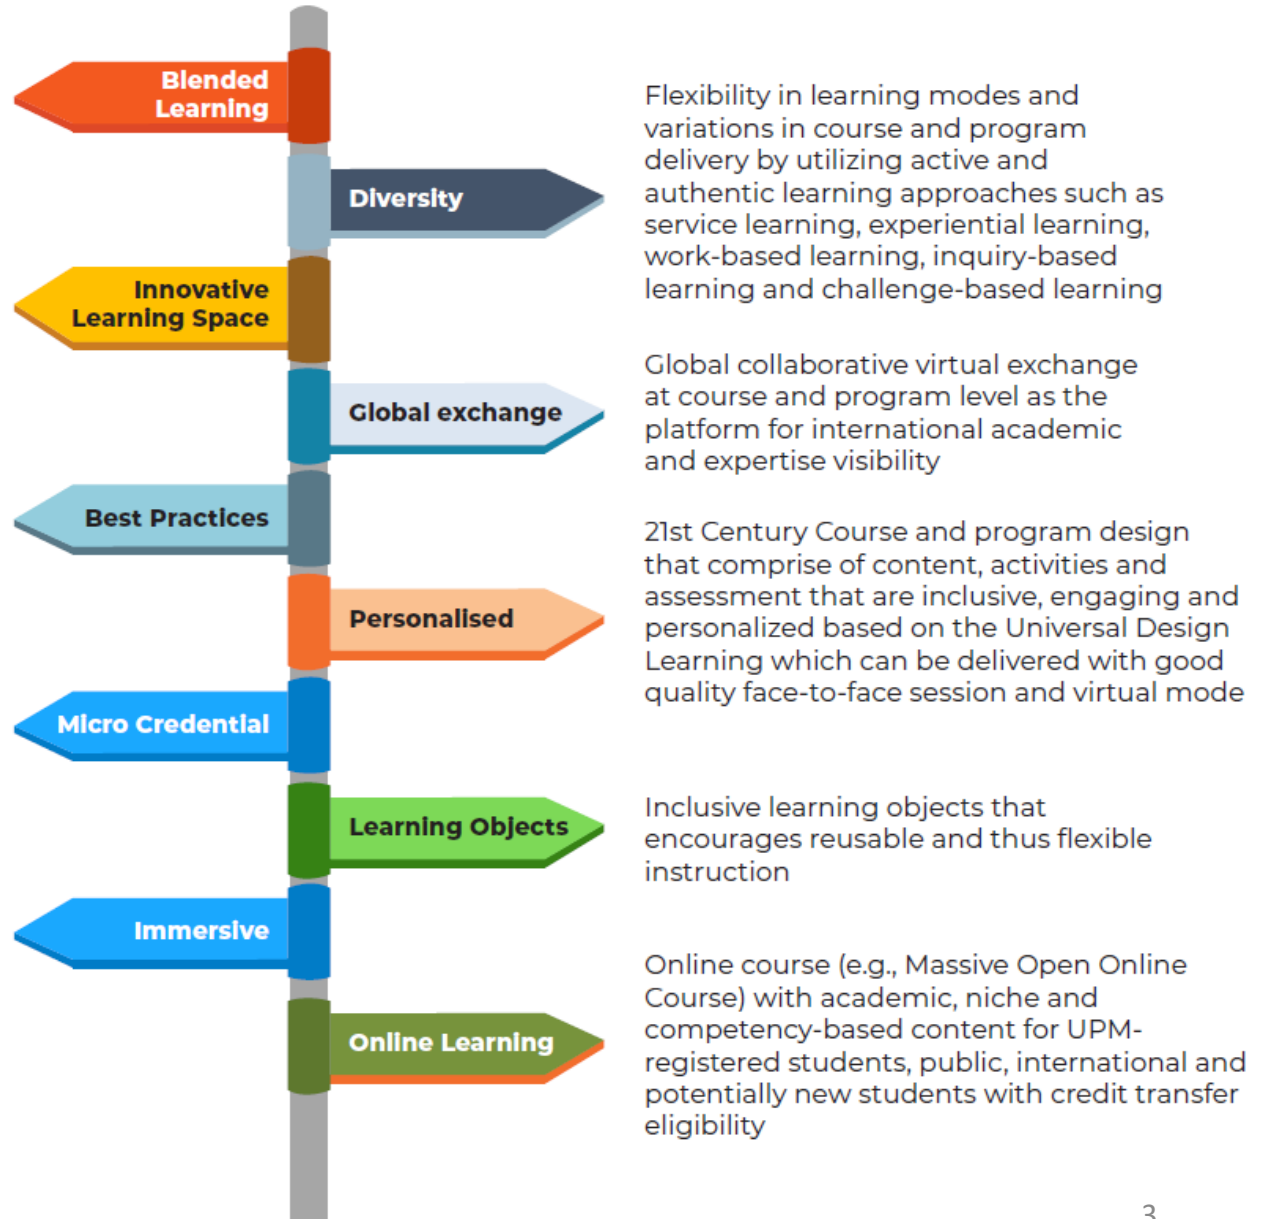 Blended
Learning
Diversity
Flexibility in learning modes and
variations in course and program
delivery by utilizing active and
authentic learning approaches such as
service learning, experiential learning,
work-based learning, inquiry-based
learning and challenge-based learning
Innovative
Learning Space
Global exchange
Global collaborative virtual exchange
at course and program level as the
platform for international academic
and expertise visibility
Best Practices
Personalised
21st Century Course and program design
that comprise of content, activities and
assessment that are inclusive, engaging and
personalized based on the Universal Design
Learning which can be delivered with good
quality face-to-face session and virtual mode
Micro Credential
Learning Objects
Inclusive learning objects that
encourages reusable and thus flexible
instruction
Immersive
Online Learning
Online course (e.g., Massive Open Online
Course) with academic, niche and
competency-based content for UPM-
registered students, public, international and
potentially new students with credit transfer
eligibility
3